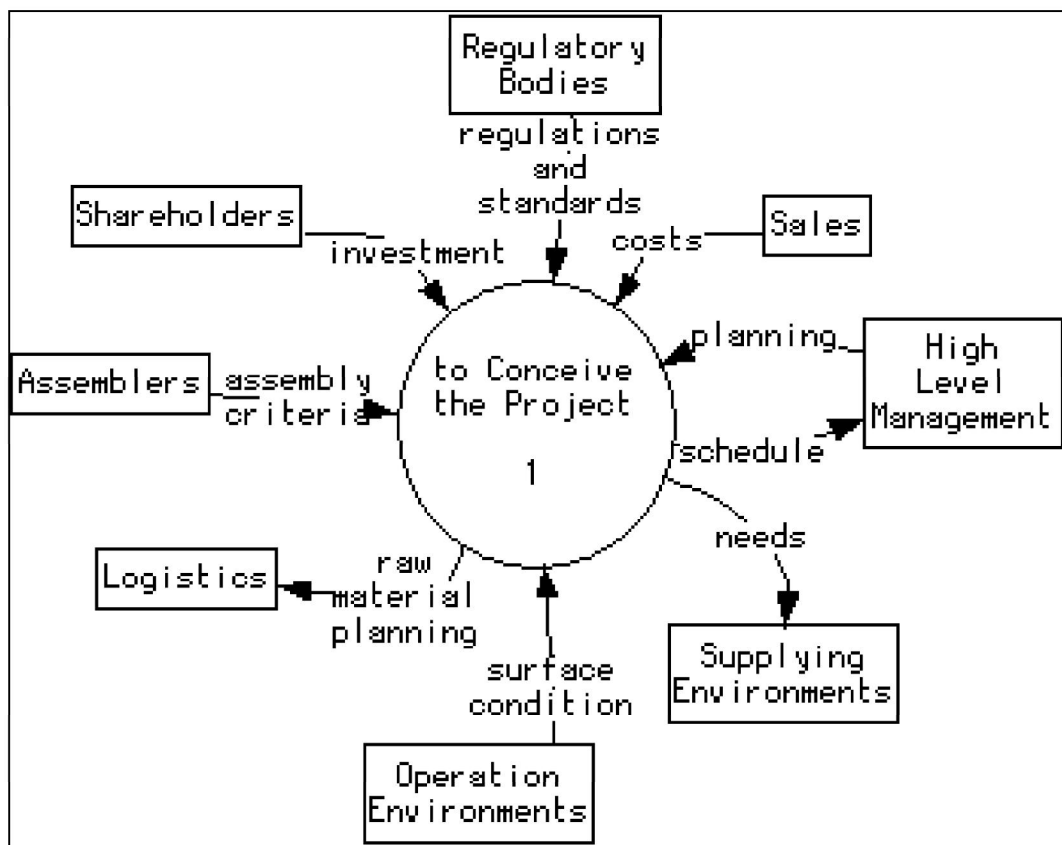 Regulatory
Bodies
regulations
and
standards
Shareholders
investment
costs
Sales
planning
High
Level
Management
Assemblers
assembly
criteria
to Conceive
the Project
1
schedule
needs
Logistics
raw
material
planning
Supplying
Environments
surface
condition
Operation
Environments